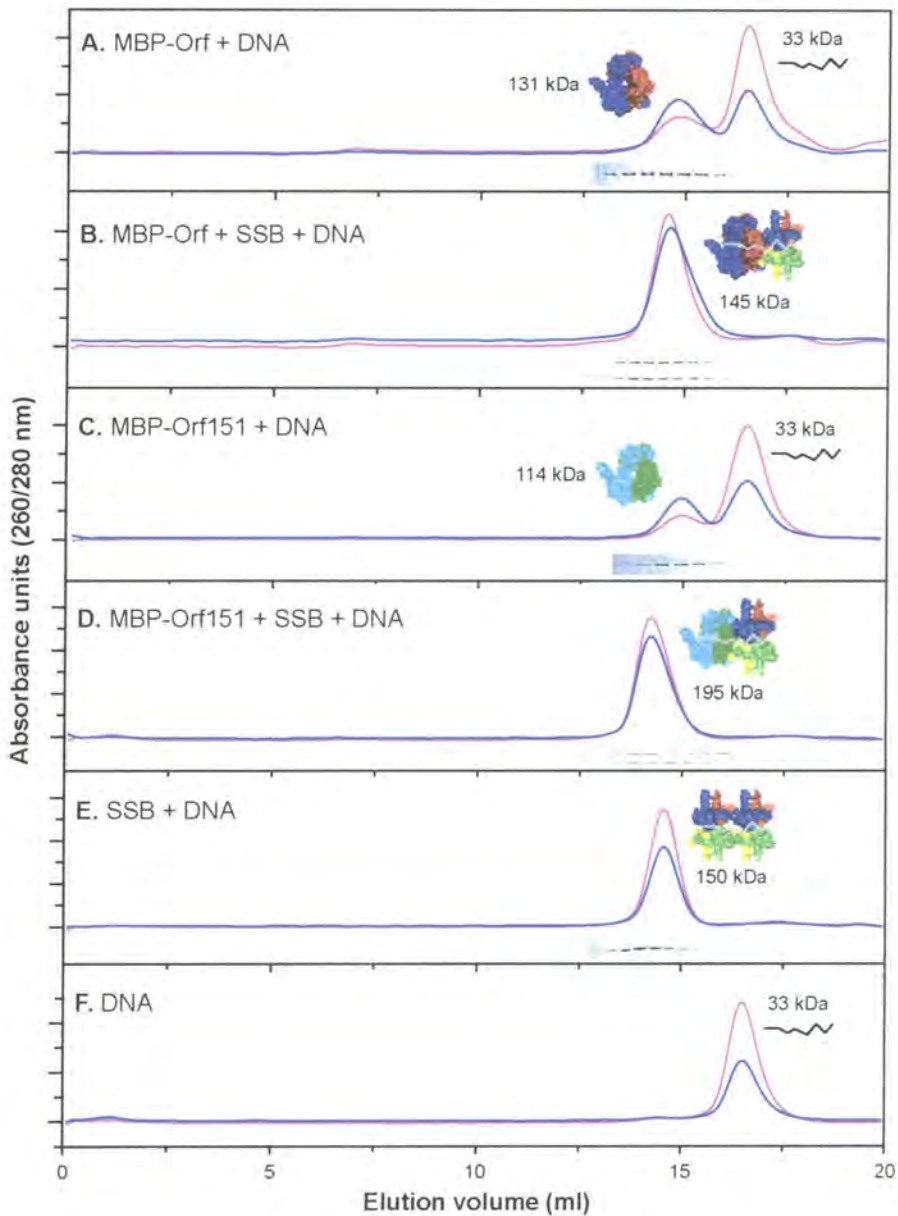 A. MBP-Orf + DNA
33 kDa
131 kDa
B. MBP-Orf + SSB + DNA
145 kDa
C. MBP-Orf151 + DNA
33 kDa
114 kDa
D. MBP-Orf151 + SSB + DNA
195 kDa
E. SSB + DNA
150 kDa
F. DNA
33 kDa
Absorbance units (260/280 nm)
0 5 10 15 20
Elution volume (ml)